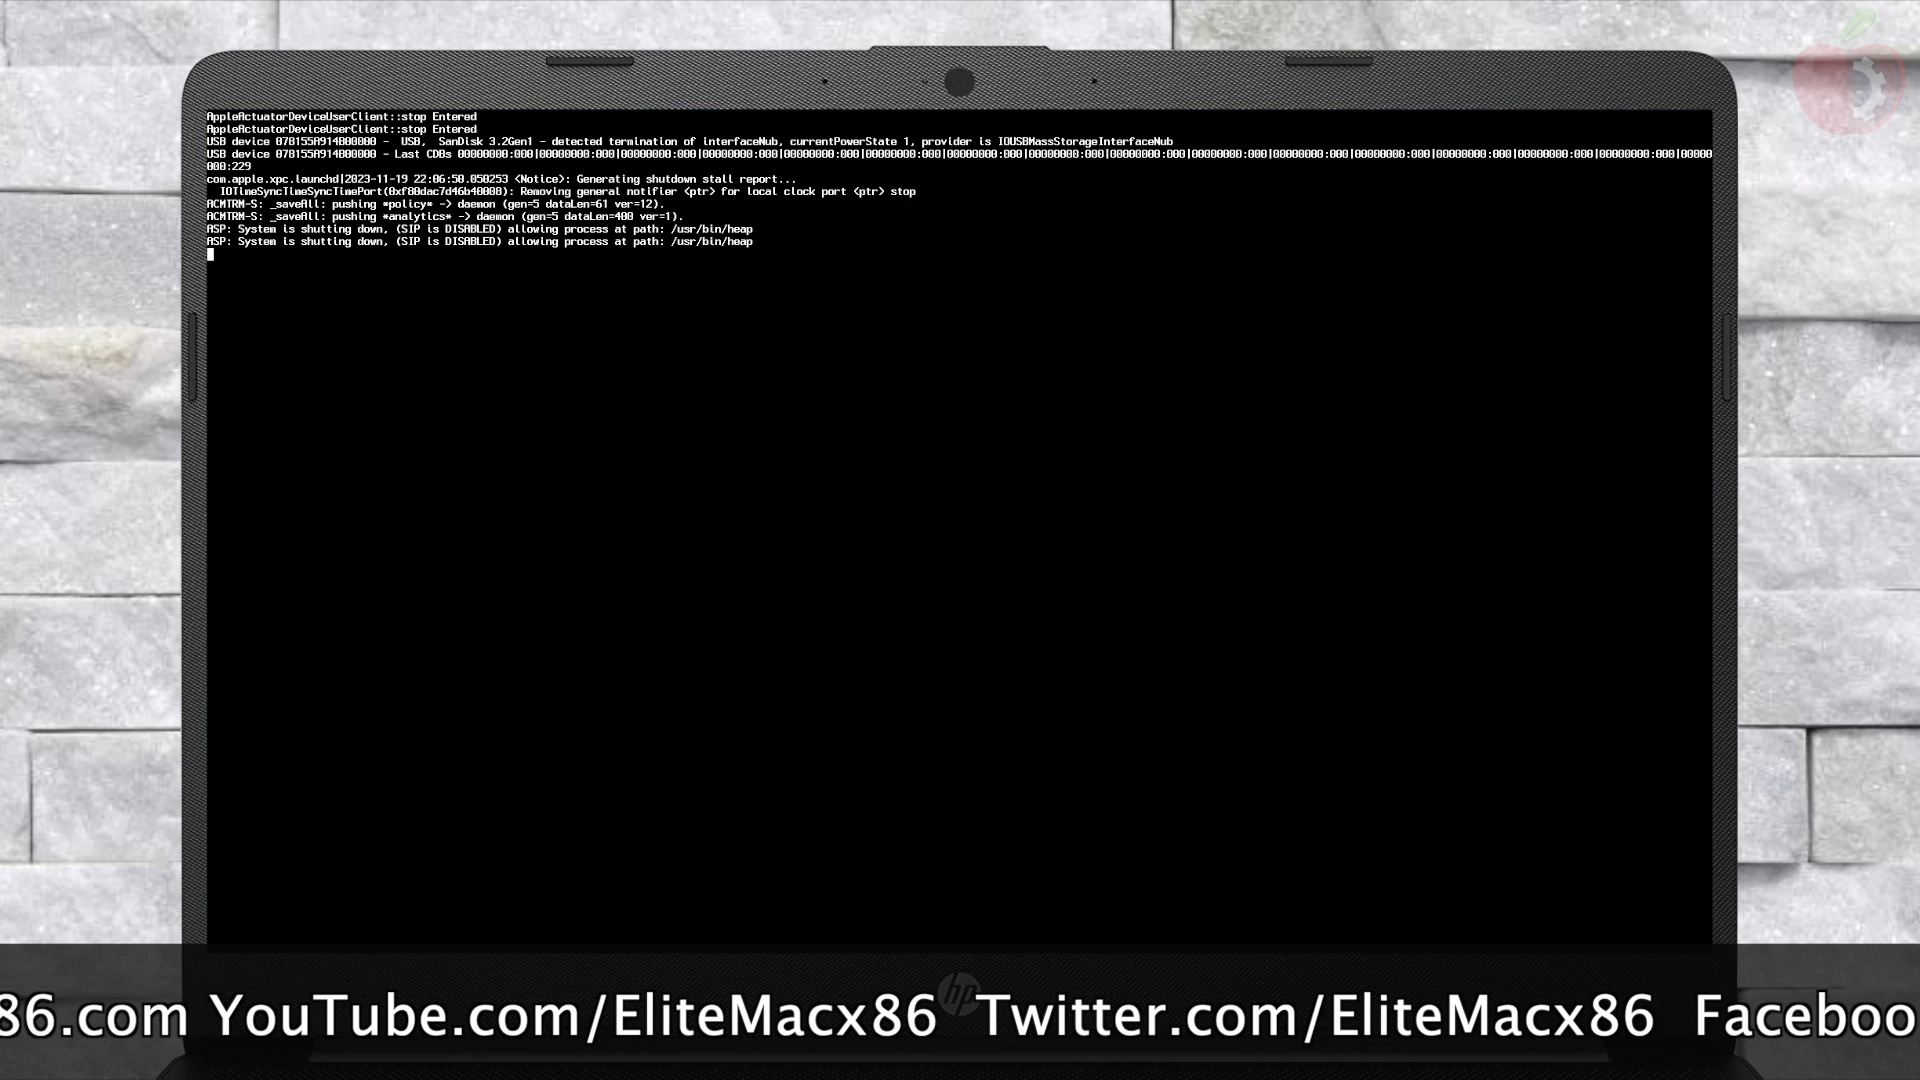 AppleActuatorDeviceUserClient::stop Entered
AppleActuatorDeviceUserClient::stop Entered
USB device 078155A914B00000 -  USB,  SanDisk 3.2Gen1 - detected termination of interfaceNub, currentPowerState 1, provider is IOUSBMassStorageInterfaceNub
USB device 078155A914B00000 - Last CDBs 00000000:000|00000000:000|00000000:000|00000000:000|00000000:000|00000000:000|00000000:000|00000000:000|00000000:000|00000000:000|00000000:000|00000000:000|00000000:000|00000000:000|00000000:000|00000
000:229
com.apple.xpc.launchd|2023-11-19 22:06:50.050253 <Notice>: Generating shutdown stall report...
IOTimeSyncTimeSyncTimePort(0xf80dac7d46b40008): Removing general notifier <ptr> for local clock port <ptr> stop
ACMTRM-S: _saveAll: pushing *policy* -> daemon (gen=5 dataLen=61 ver=12).
ACMTRM-S: _saveAll: pushing *analytics* -> daemon (gen=5 dataLen=400 ver=1).
ASP: System is shutting down, (SIP is DISABLED) allowing process at path: /usr/bin/heap
ASP: System is shutting down, (SIP is DISABLED) allowing process at path: /usr/bin/heap
hp
86.com YouTube.com/EliteMacx86 Twitter.com/EliteMacx86 Faceboo